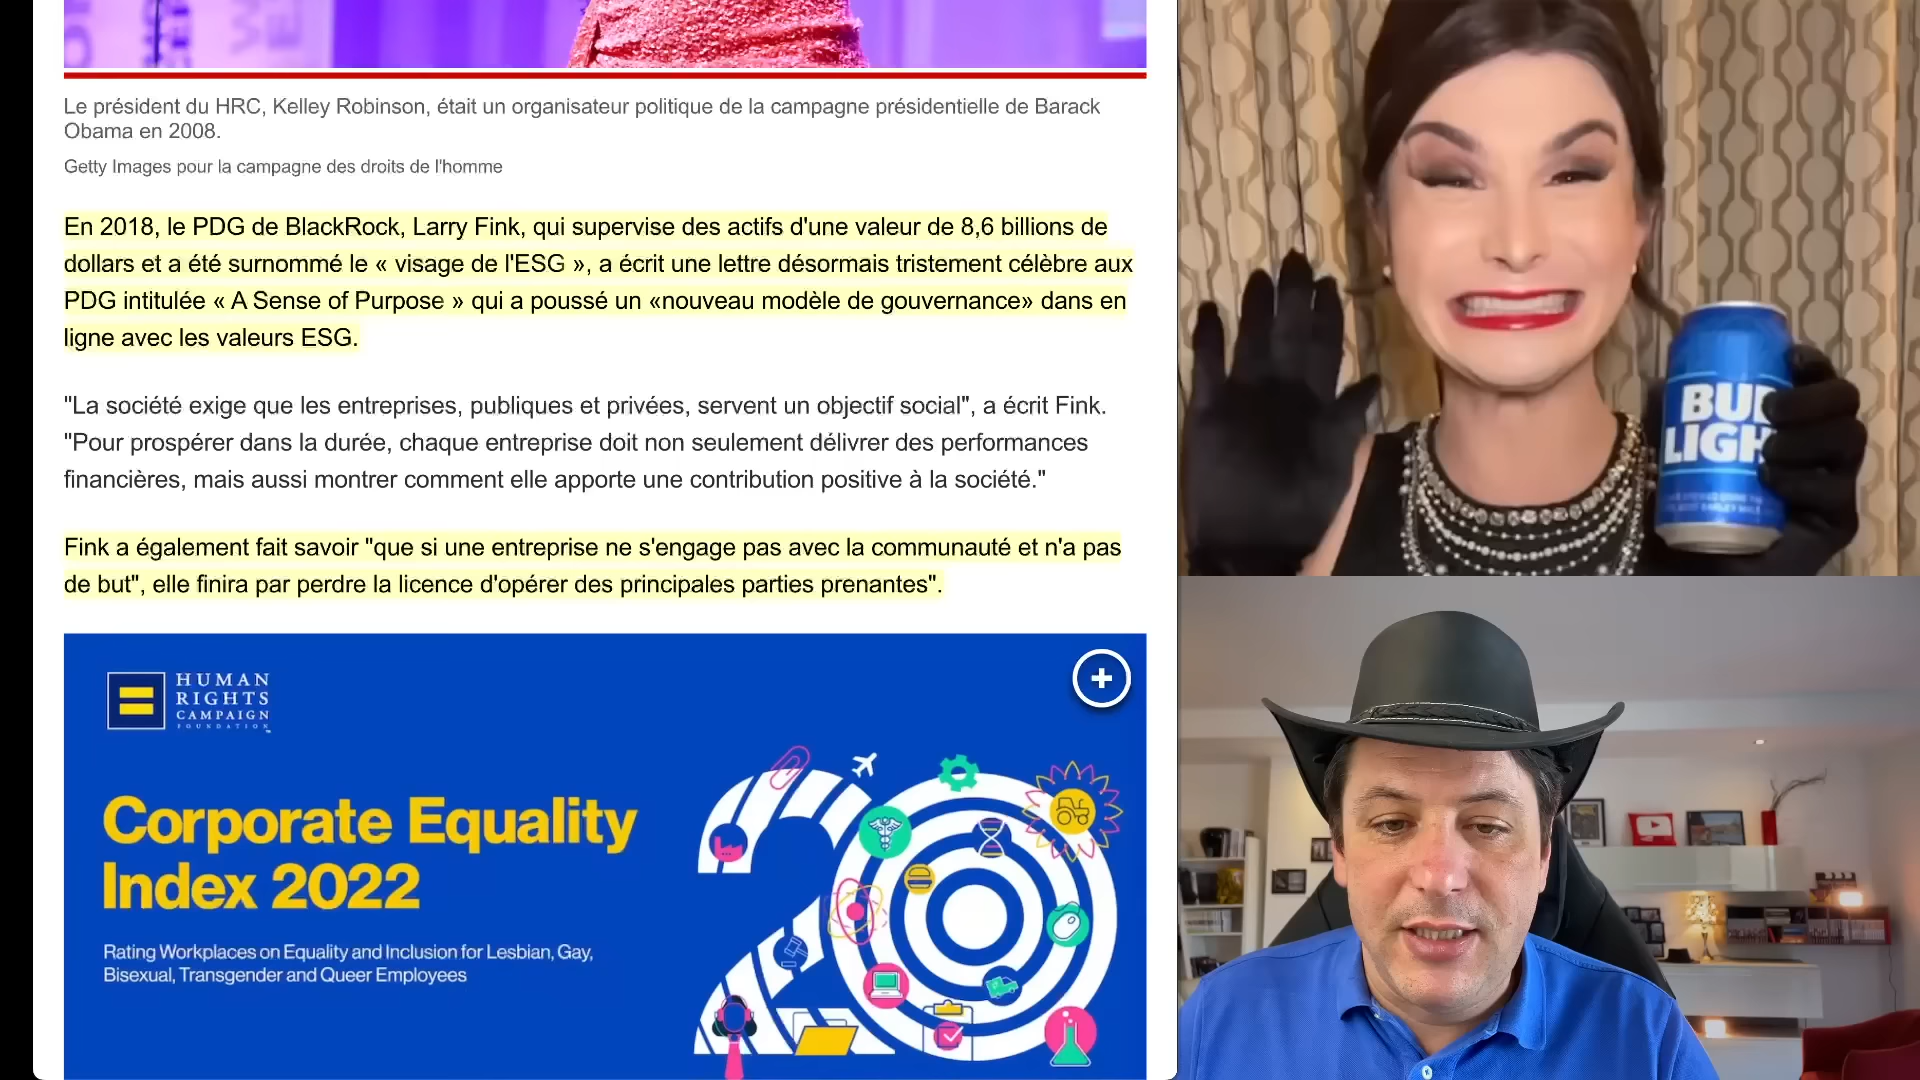 Le président du HRC, Kelley Robinson, était un organisateur politique de la campagne présidentielle de Barack
Obama en 2008.
Getty Images pour la campagne des droits de l'homme
En 2018, le PDG de BlackRock, Larry Fink, qui supervise des actifs d'une valeur de 8,6 billions de
dollars et a été surnommé le « visage de l'ESG », a écrit une lettre désormais tristement célèbre aux
PDG intitulée « A Sense of Purpose » qui a poussé un «nouveau modèle de gouvernance» dans en
ligne avec les valeurs ESG.
"La société exige que les entreprises, publiques et privées, servent un objectif social", a écrit Fink.
"Pour prospérer dans la durée, chaque entreprise doit non seulement délivrer des performances
financières, mais aussi montrer comment elle apporte une contribution positive à la société."
Fink a également fait savoir "que si une entreprise ne s'engage pas avec la communauté et n'a pas
de but", elle finira par perdre la licence d'opérer des principales parties prenantes".
HUMAN
RIGHTS
CAMPAIGN
FOUNDATION
Corporate Equality
Index 2022
Rating Workplaces on Equality and Inclusion for Lesbian, Gay,
Bisexual, Transgender and Queer Employees
BUD
LIGH